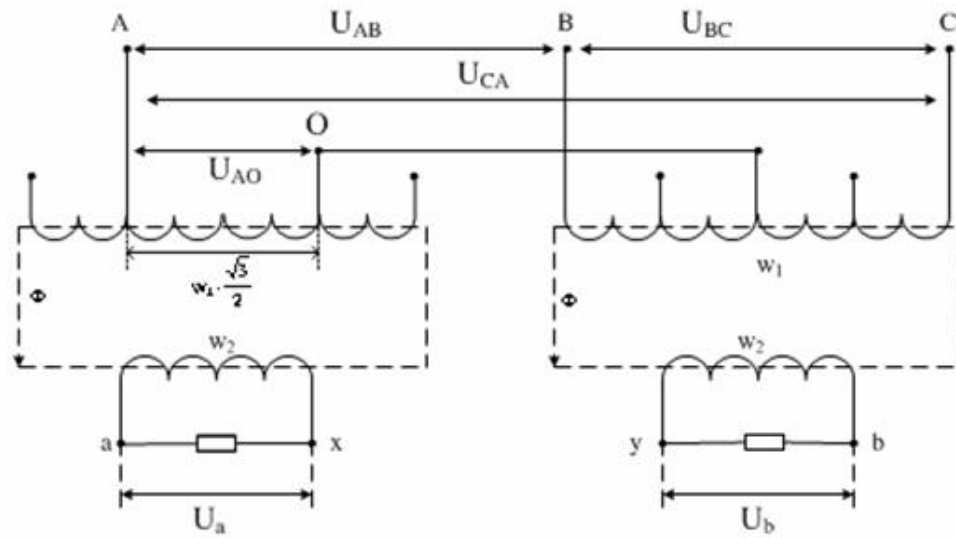 A U_AB B U_BC C
U_CA
O
U_AO
w₁
w₁·√3/2
Φ Φ
w₂ w₂
a x y b
U_a U_b